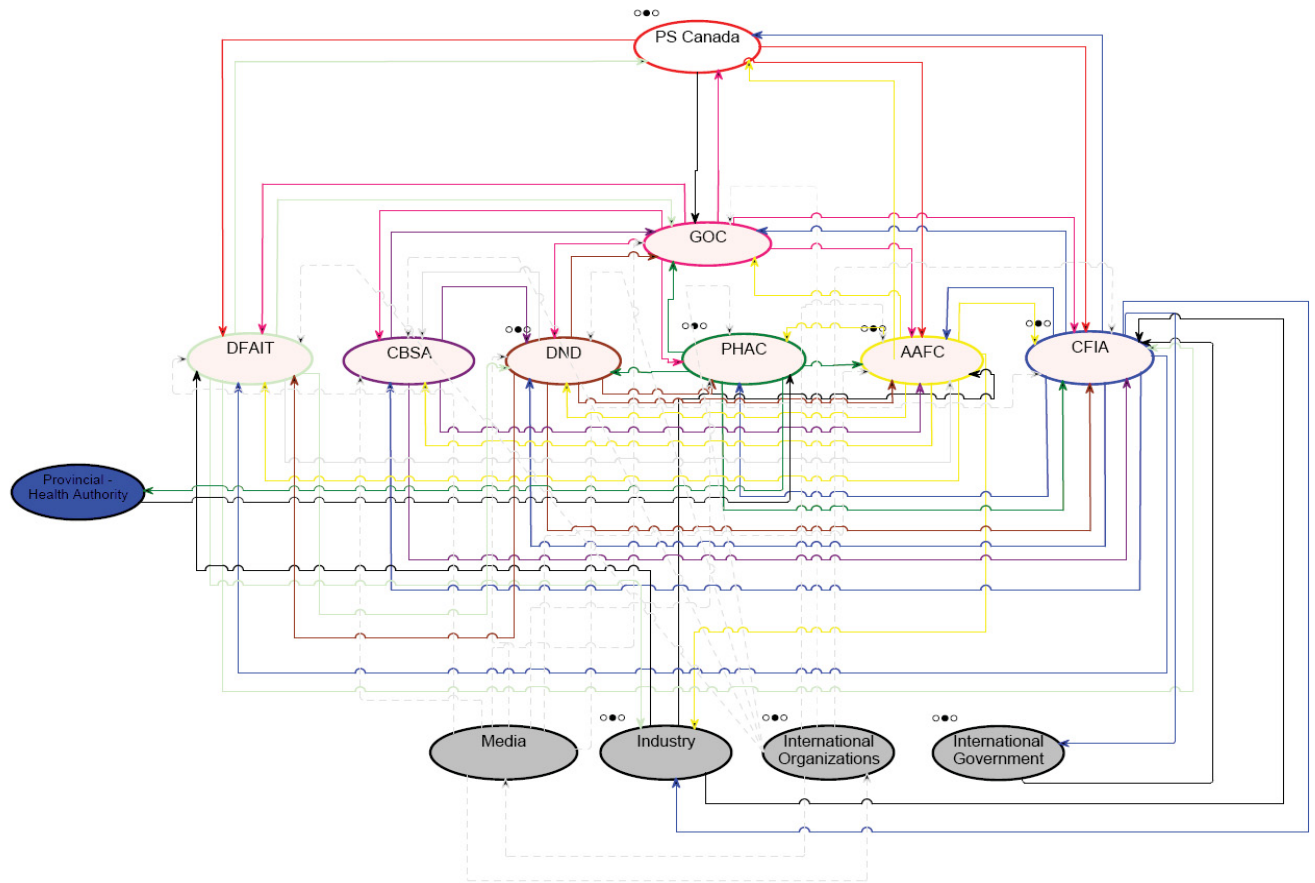 PS Canada
GOC
DFAIT
CBSA
DND
PHAC
AAFC
CFIA
Provincial -
Health Authority
Media
Industry
International
Organizations
International
Government